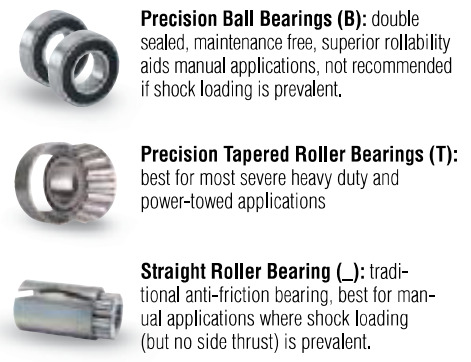 Precision Ball Bearings (B): double
sealed, maintenance free, superior rollability
aids manual applications, not recommended
if shock loading is prevalent.
Precision Tapered Roller Bearings (T):
best for most severe heavy duty and
power-towed applications
Straight Roller Bearing (_): tradi-
tional anti-friction bearing, best for man-
ual applications where shock loading
(but no side thrust) is prevalent.